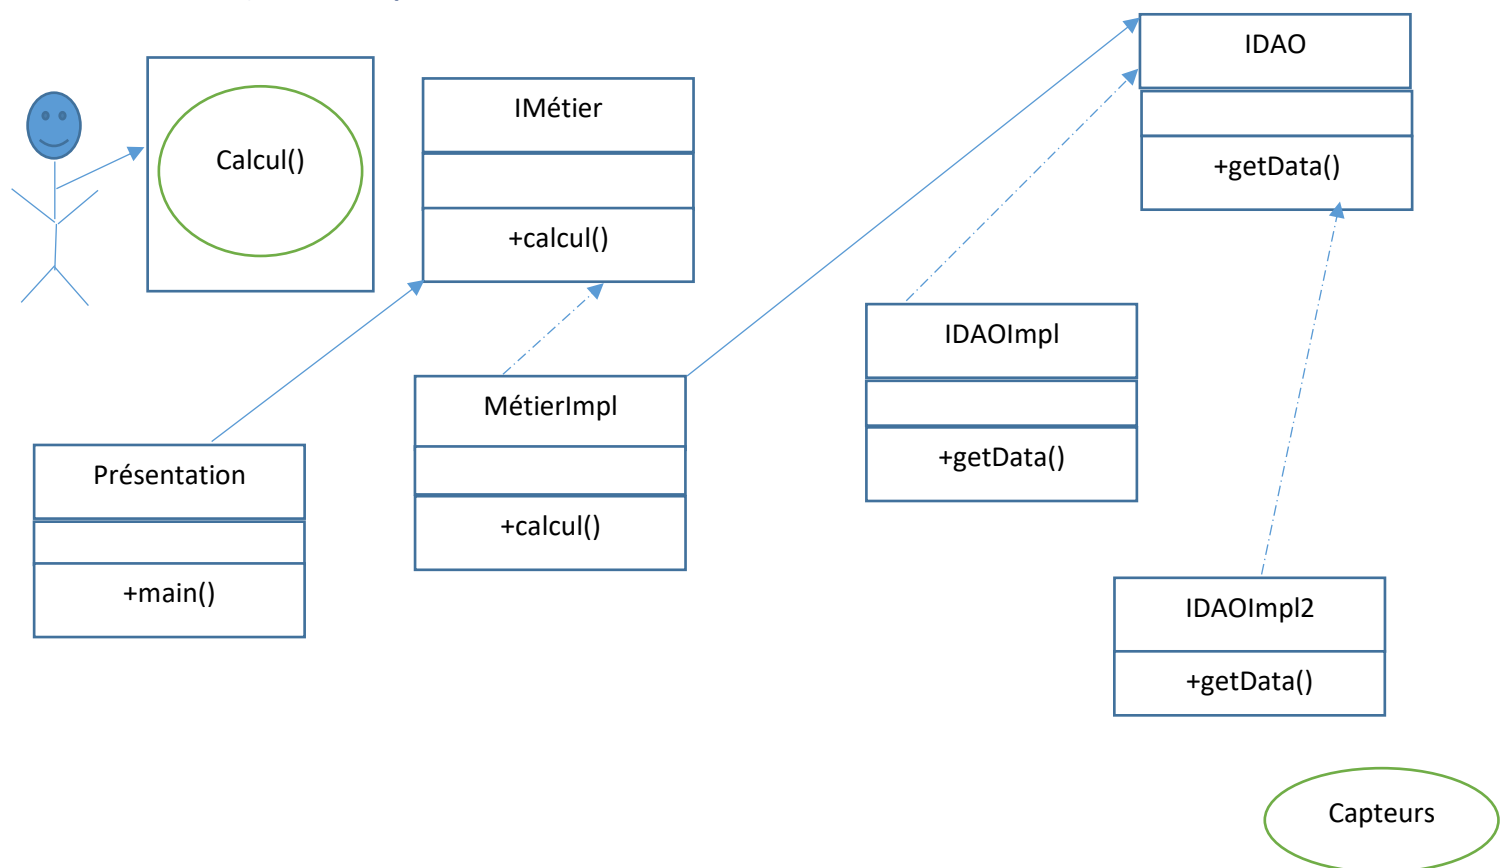 Calcul()
IMétier
+calcul()
IDAO
+getData()
Présentation
+main()
MétierImpl
+calcul()
IDAOImpl
+getData()
IDAOImpl2
+getData()
Capteurs